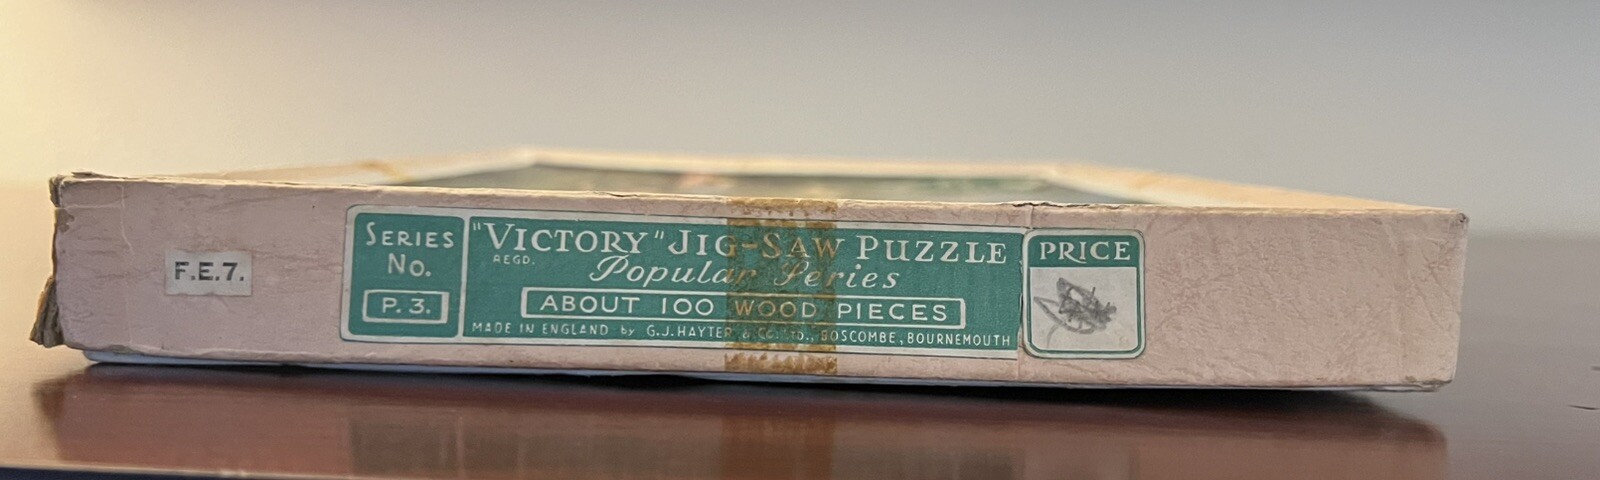 F.E.7.
SERIES
No.
P. 3.
"VICTORY" JIG-SAW PUZZLE
REGD.
Popular Series
ABOUT 100 WOOD PIECES
MADE IN ENGLAND by G.J. HAYTER & CO. LTD., BOSCOMBE, BOURNEMOUTH
PRICE